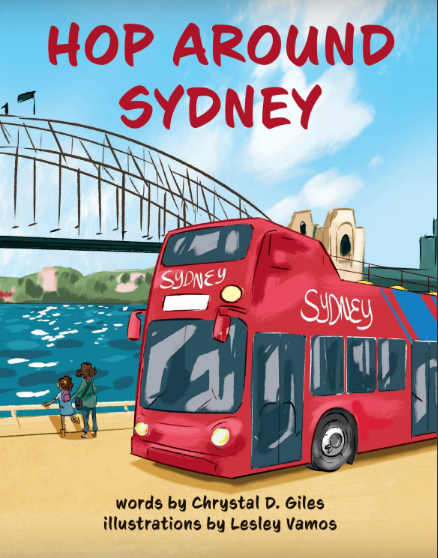 HOP AROUND
SYDNEY
SYDNEY
SYDNEY
words by Chrystal D. Giles
illustrations by Lesley Vamos